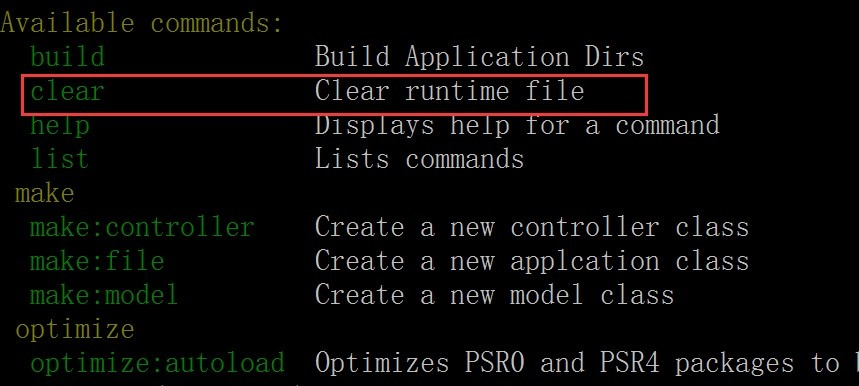 Available commands:
build Build Application Dirs
clear Clear runtime file
help Displays help for a command
list Lists commands
make
make:controller Create a new controller class
make:file Create a new applcation class
make:model Create a new model class
optimize
optimize:autoload Optimizes PSR0 and PSR4 packages to